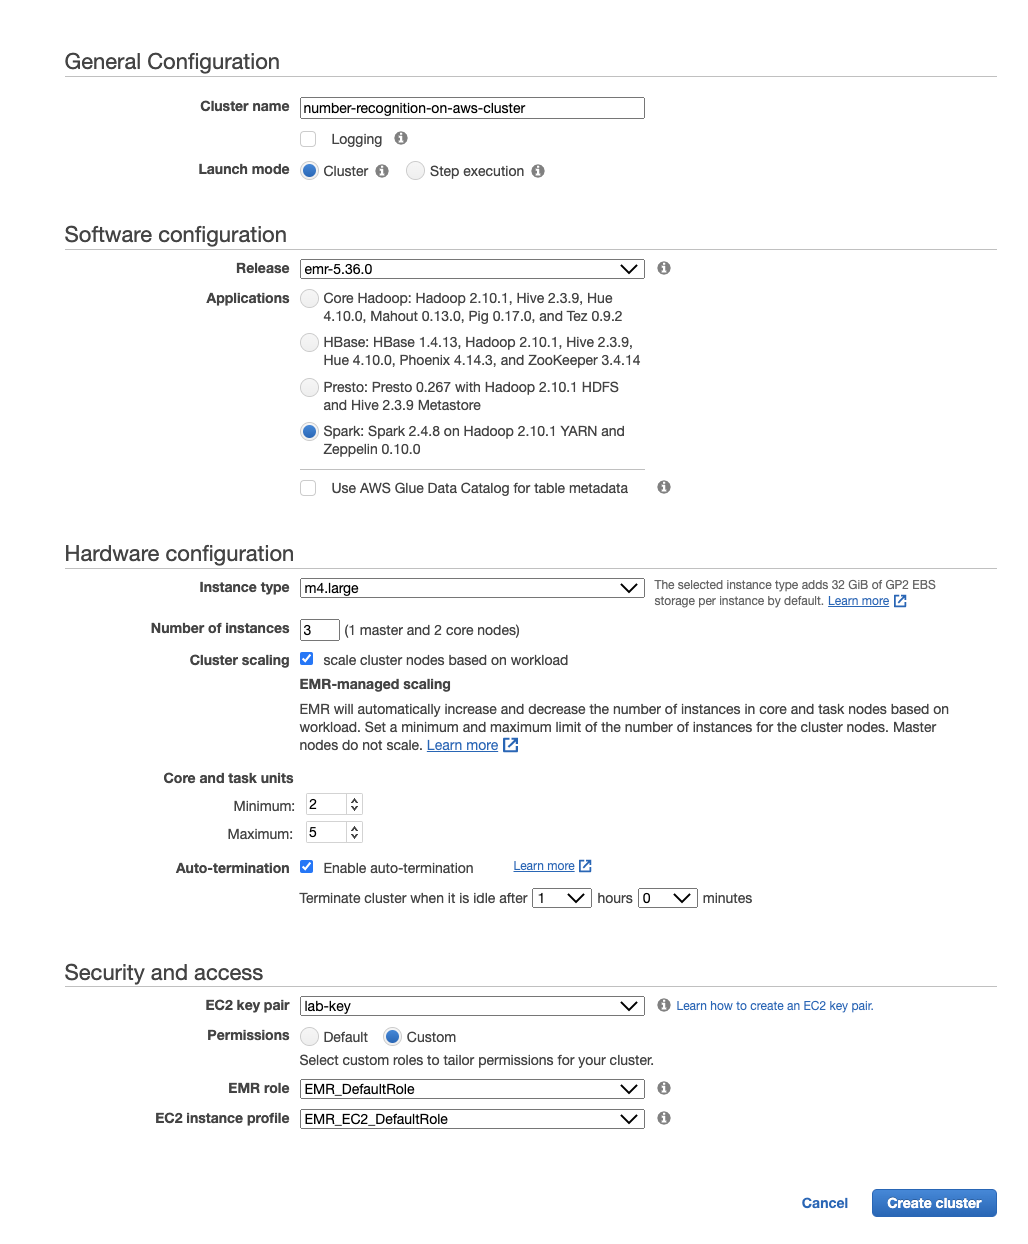 General Configuration
Cluster name number-recognition-on-aws-cluster
Logging
Launch mode Cluster Step execution
Software configuration
Release emr-5.36.0
Applications Core Hadoop: Hadoop 2.10.1, Hive 2.3.9, Hue
4.10.0, Mahout 0.13.0, Pig 0.17.0, and Tez 0.9.2
HBase: HBase 1.4.13, Hadoop 2.10.1, Hive 2.3.9,
Hue 4.10.0, Phoenix 4.14.3, and ZooKeeper 3.4.14
Presto: Presto 0.267 with Hadoop 2.10.1 HDFS
and Hive 2.3.9 Metastore
Spark: Spark 2.4.8 on Hadoop 2.10.1 YARN and
Zeppelin 0.10.0
Use AWS Glue Data Catalog for table metadata
Hardware configuration
Instance type m4.large The selected instance type adds 32 GiB of GP2 EBS
storage per instance by default. Learn more
Number of instances 3 (1 master and 2 core nodes)
Cluster scaling scale cluster nodes based on workload
EMR-managed scaling
EMR will automatically increase and decrease the number of instances in core and task nodes based on
workload. Set a minimum and maximum limit of the number of instances for the cluster nodes. Master
nodes do not scale. Learn more
Core and task units
Minimum: 2
Maximum: 5
Auto-termination Enable auto-termination Learn more
Terminate cluster when it is idle after 1 hours 0 minutes
Security and access
EC2 key pair lab-key Learn how to create an EC2 key pair.
Permissions Default Custom
Select custom roles to tailor permissions for your cluster.
EMR role EMR_DefaultRole
EC2 instance profile EMR_EC2_DefaultRole
Cancel Create cluster